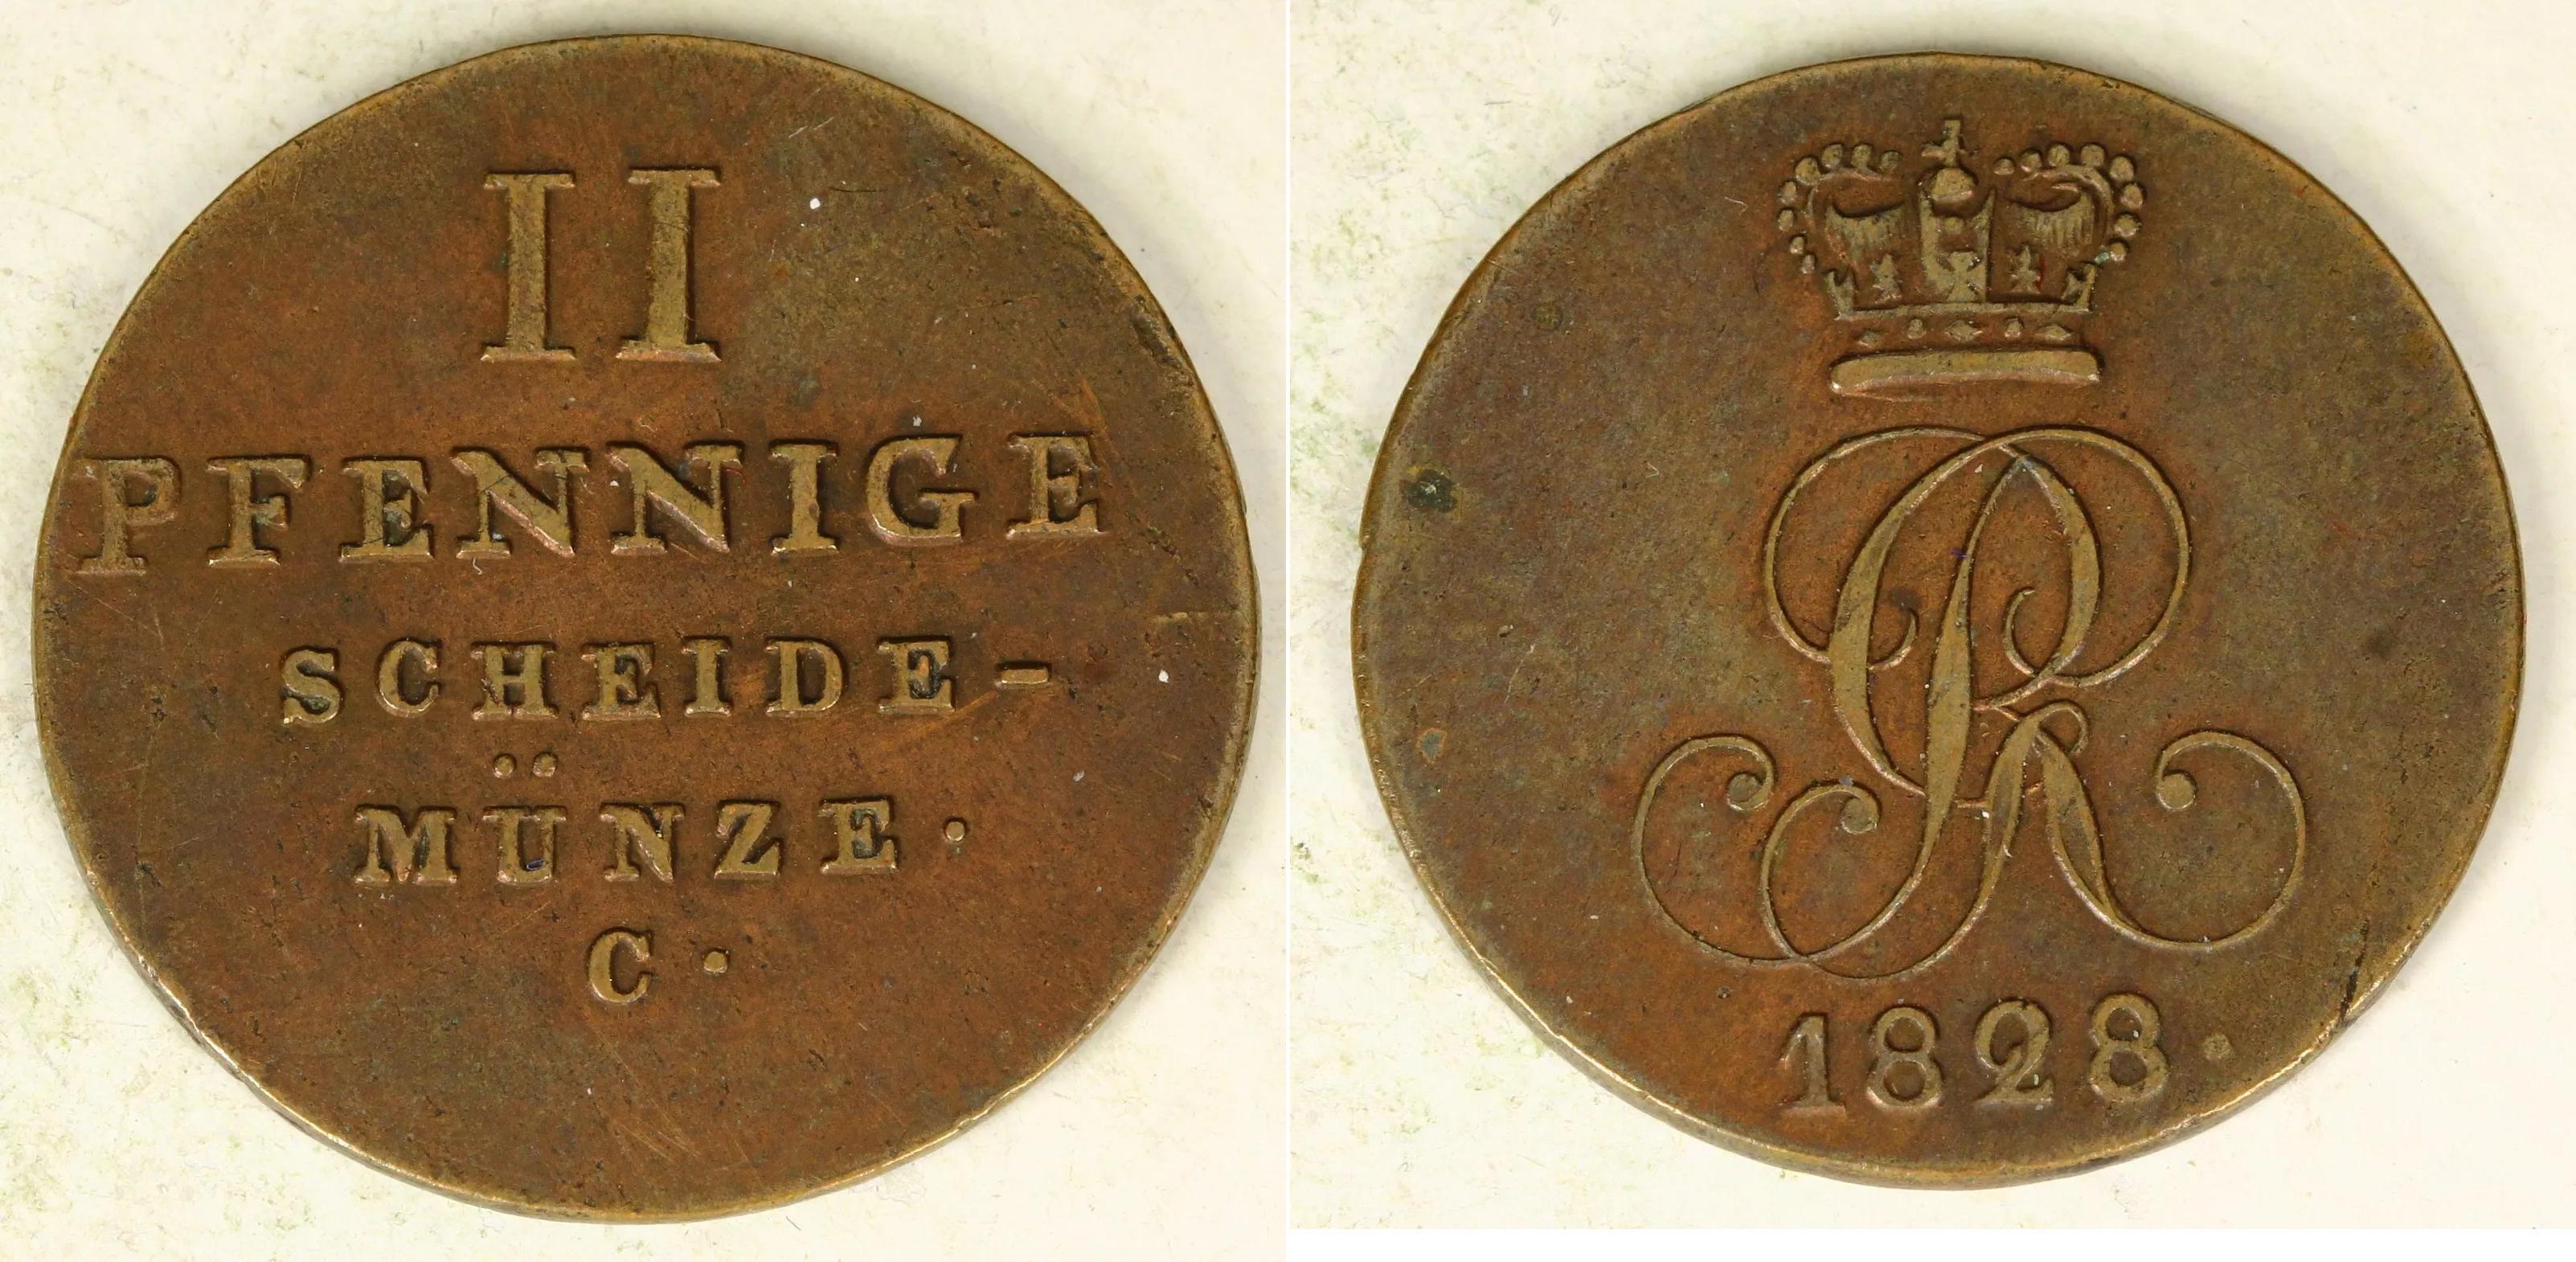 II
PFENNIGE
SCHEIDE-
MÜNZE.
C.
GR
1828.